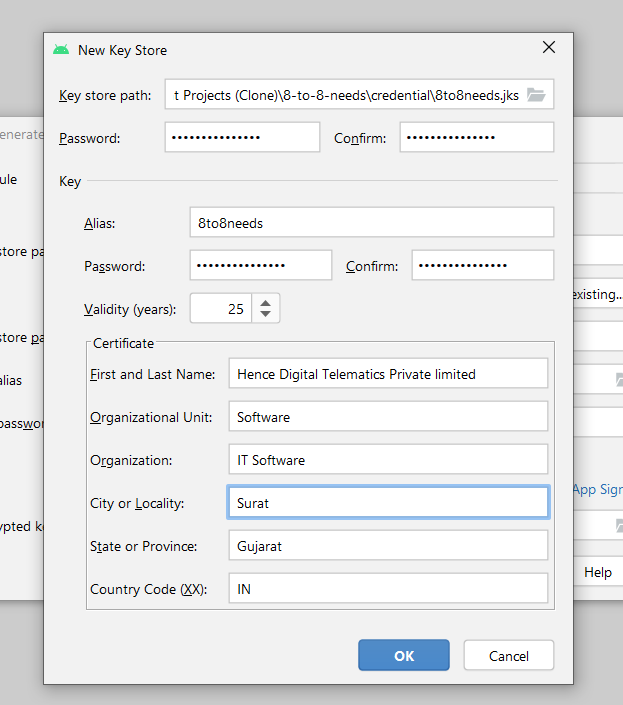 New Key Store
Key store path: t Projects (Clone)\8-to-8-needs\credential\8to8needs.jks
Password: ••••••••••••••• Confirm: •••••••••••••••
Key
Alias: 8to8needs
Password: ••••••••••••••• Confirm: •••••••••••••••
Validity (years): 25
Certificate
First and Last Name: Hence Digital Telematics Private limited
Organizational Unit: Software
Organization: IT Software
City or Locality: Surat
State or Province: Gujarat
Country Code (XX): IN
OK Cancel
enerate
ule
store pa
existing...
store pa
alias
passwor
App Sign
ypted ke
Help